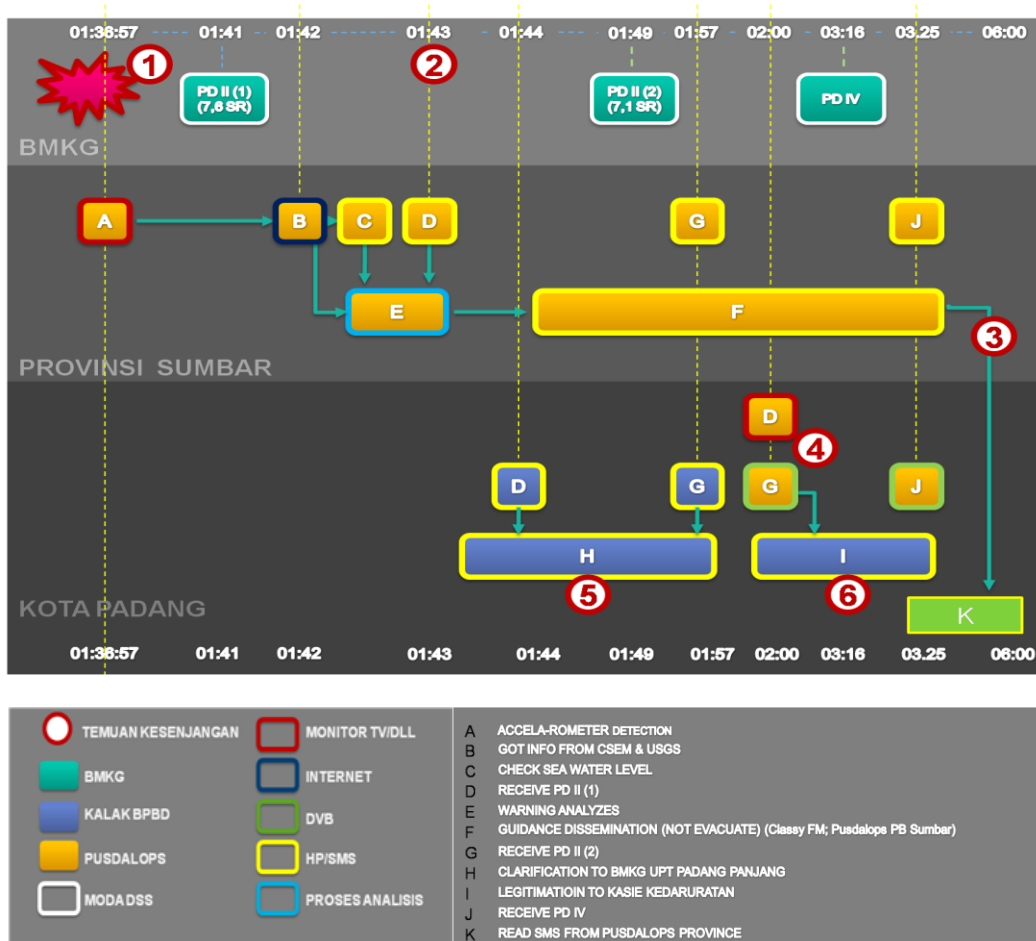 01:36:57 01:41 01:42 01:43 01:44 01:49 01:57 02:00 03:16 03.25 06:00
1
2
PD II (1)
(7,6 SR)
PD II (2)
(7,1 SR)
PD IV
BMKG
A
B
C
D
G
J
E
F
3
PROVINSI SUMBAR
D
4
D
G
G
J
H
I
5
6
KOTA PADANG
K
01:36:57 01:41 01:42 01:43 01:44 01:49 01:57 02:00 03:16 03.25 06:00
TEMUAN KESENJANGAN
BMKG
KALAK BPBD
PUSDALOPS
MODA DSS
MONITOR TV/DLL
INTERNET
DVB
HP/SMS
PROSES ANALISIS
A ACCELA-ROMETER DETECTION
B GOT INFO FROM CSEM & USGS
C CHECK SEA WATER LEVEL
D RECEIVE PD II (1)
E WARNING ANALYZES
F GUIDANCE DISSEMINATION (NOT EVACUATE) (Classy FM; Pusdalops PB Sumbar)
G RECEIVE PD II (2)
H CLARIFICATION TO BMKG UPT PADANG PANJANG
I LEGITIMATIOIN TO KASIE KEDARURATAN
J RECEIVE PD IV
K READ SMS FROM PUSDALOPS PROVINCE